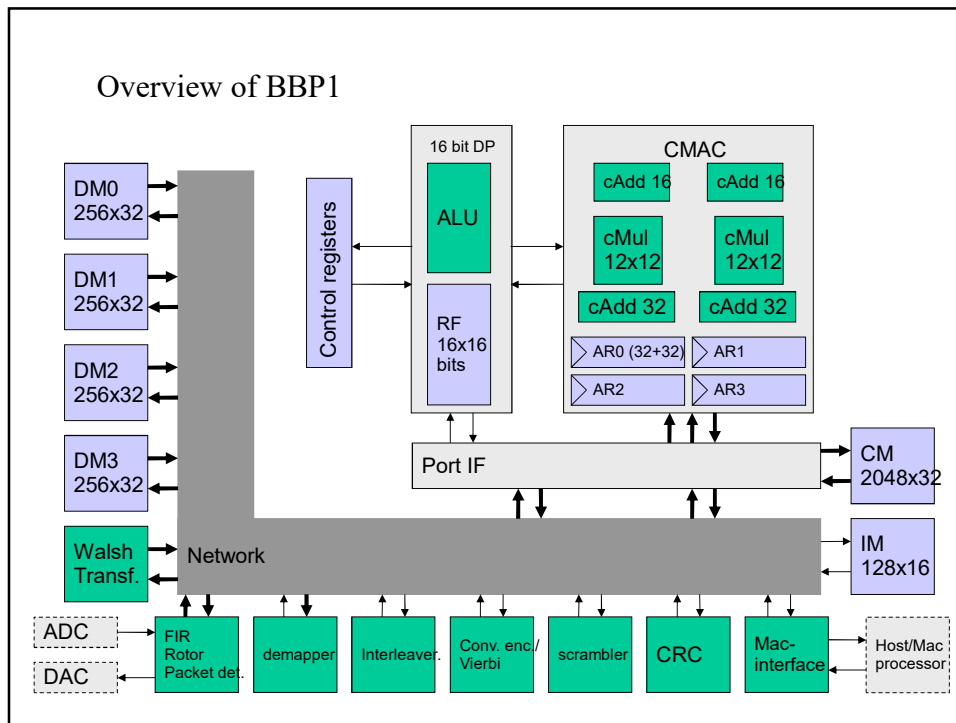 Overview of BBP1
DM0
256x32
DM1
256x32
DM2
256x32
DM3
256x32
Walsh
Transf.
Control registers
16 bit DP
ALU
RF
16x16
bits
CMAC
cAdd 16
cAdd 16
cMul
12x12
cMul
12x12
cAdd 32
cAdd 32
AR0 (32+32)
AR1
AR2
AR3
Port IF
CM
2048x32
Network
IM
128x16
ADC
DAC
FIR
Rotor
Packet det.
demapper
Interleaver.
Conv. enc./
Vierbi
scrambler
CRC
Mac-
interface
Host/Mac
processor